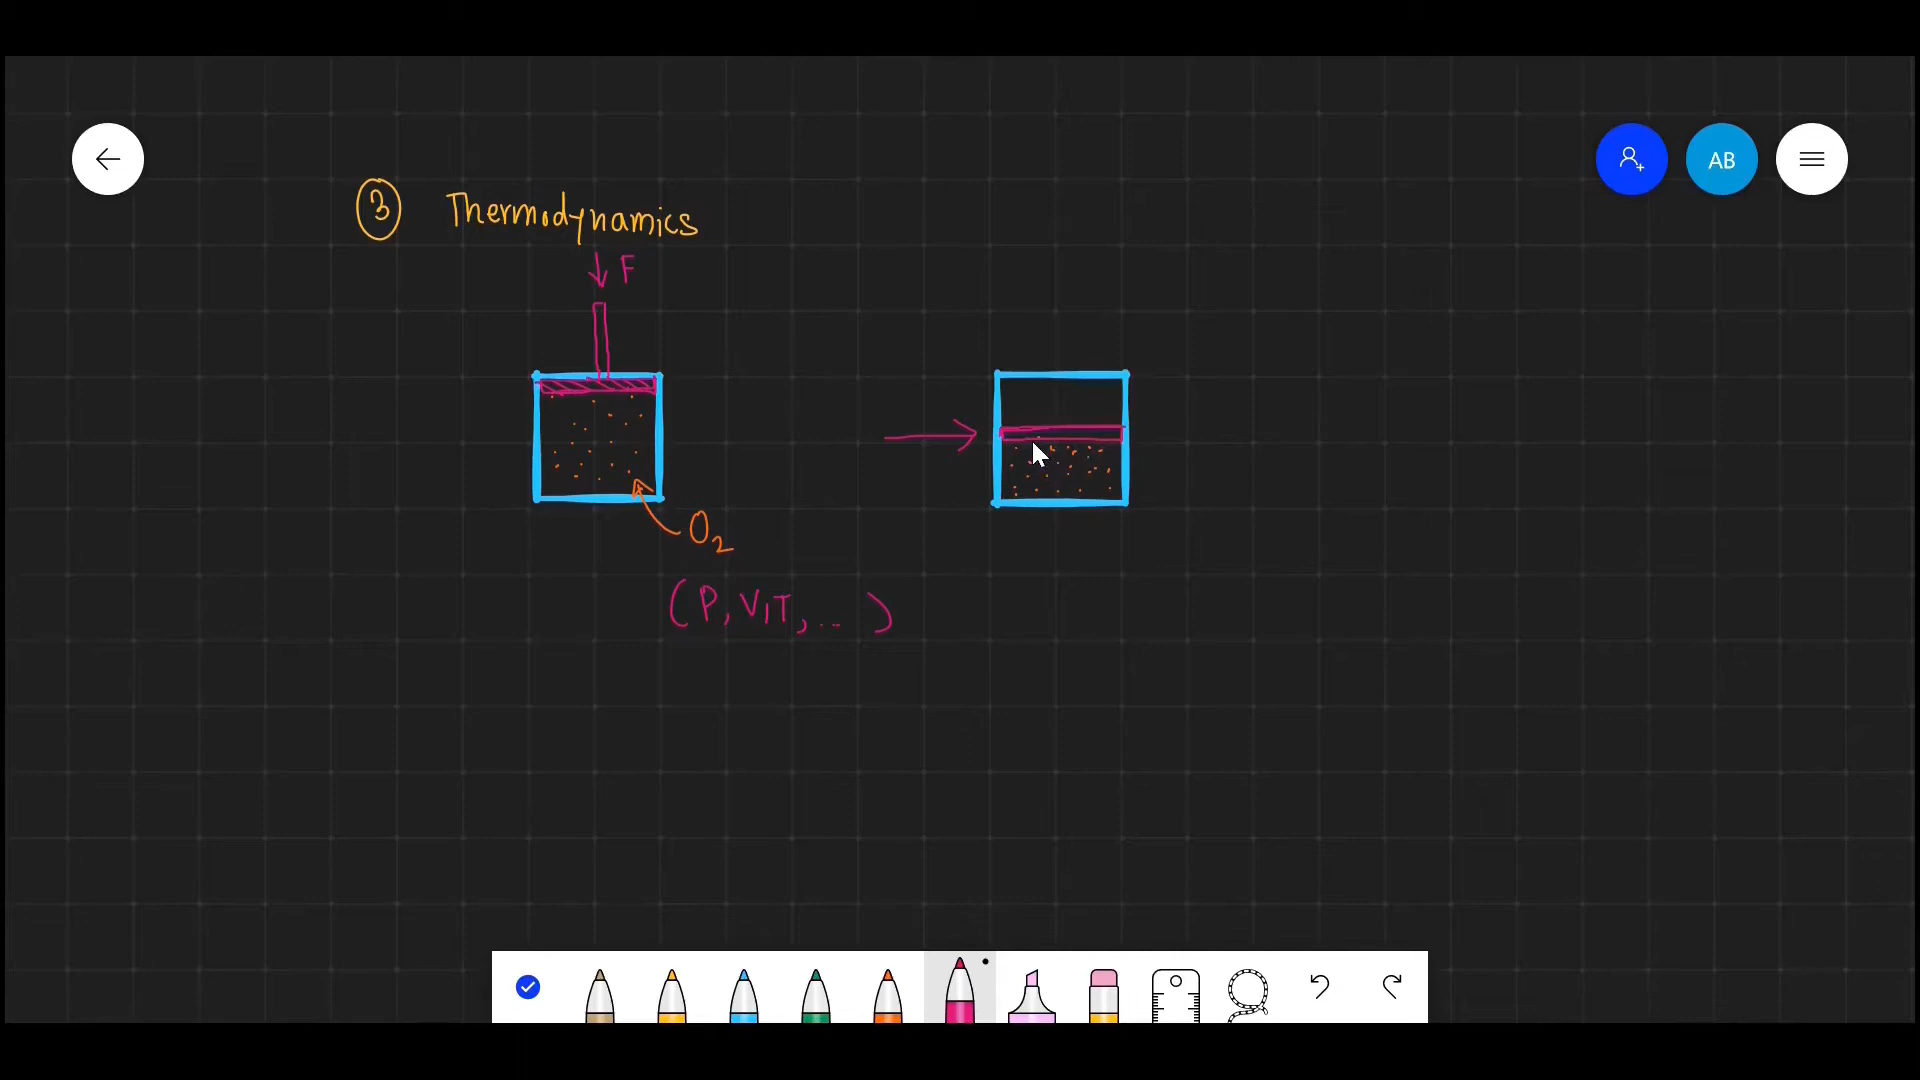 3 Thermodynamics
AB
F
O2
(P, V, T, ... )